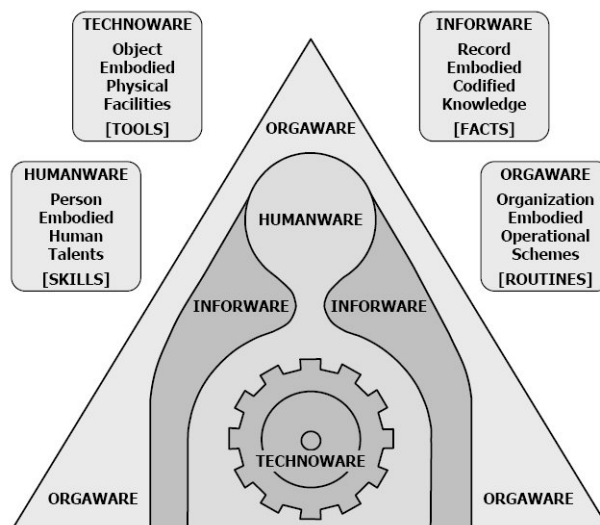 TECHNOWARE
Object
Embodied
Physical
Facilities
[TOOLS]
INFORWARE
Record
Embodied
Codified
Knowledge
[FACTS]
HUMANWARE
Person
Embodied
Human
Talents
[SKILLS]
ORGAWARE
Organization
Embodied
Operational
Schemes
[ROUTINES]
ORGAWARE
HUMANWARE
INFORWARE INFORWARE
TECHNOWARE
ORGAWARE ORGAWARE